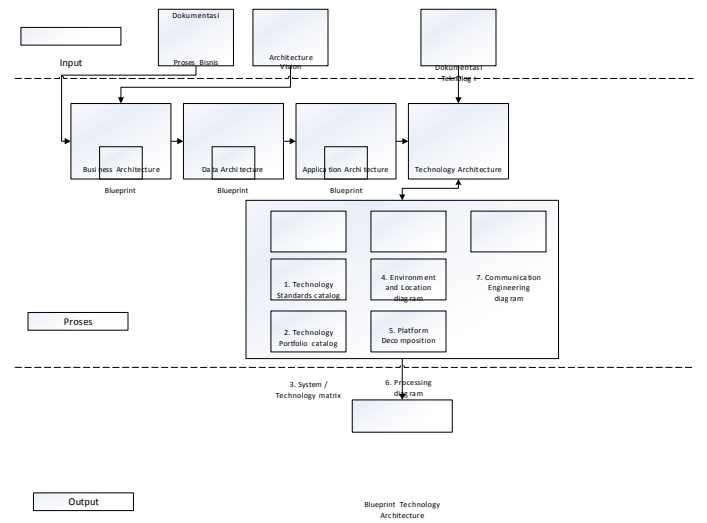 Dokumentasi
Proses Bisnis
Architecture
Vision
Dokumentasi
Teknologi
Input
Business Architecture
Data Architecture
Application Architecture
Technology Architecture
Blueprint
Blueprint
Blueprint
1. Technology
Standards catalog
4. Environment
and Location
diagram
7. Communication
Engineering
diagram
2. Technology
Portfolio catalog
5. Platform
Decomposition
Proses
3. System /
Technology matrix
6. Processing
diagram
Output
Blueprint Technology
Architecture